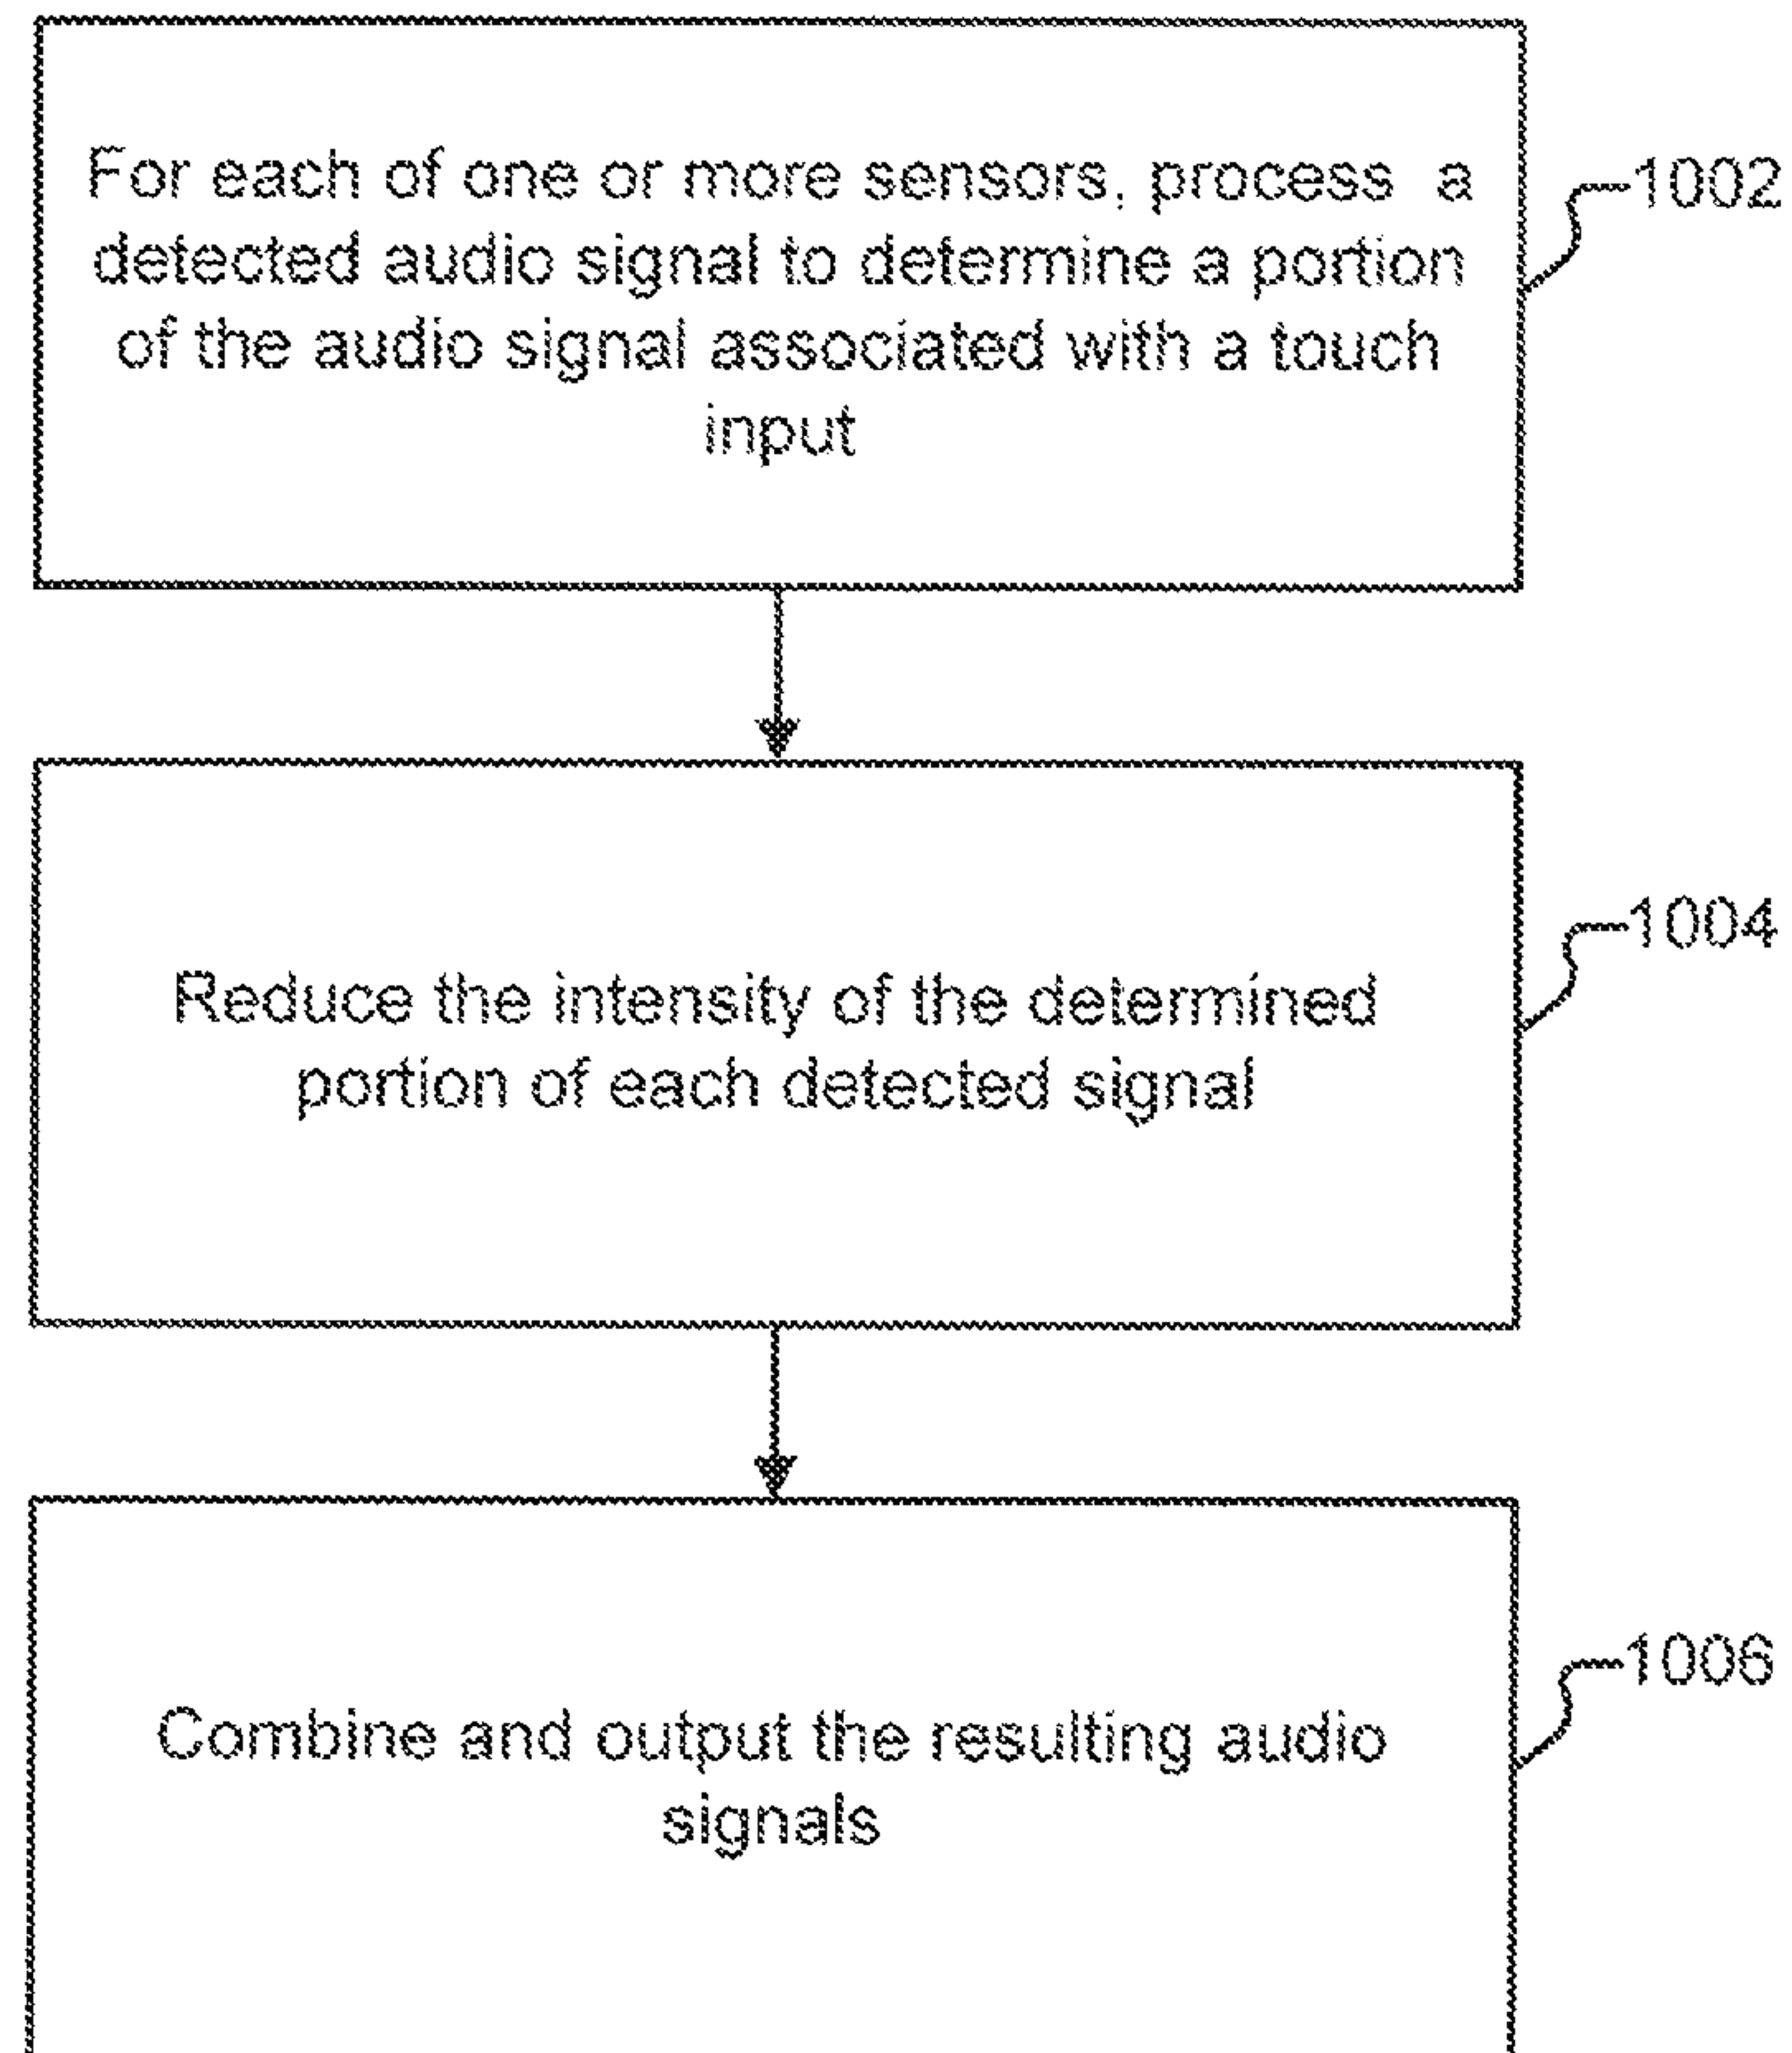 For each of one or more sensors, process a
detected audio signal to determine a portion
of the audio signal associated with a touch
input
1002
Reduce the intensity of the determined
portion of each detected signal
1004
Combine and output the resulting audio
signals
1006